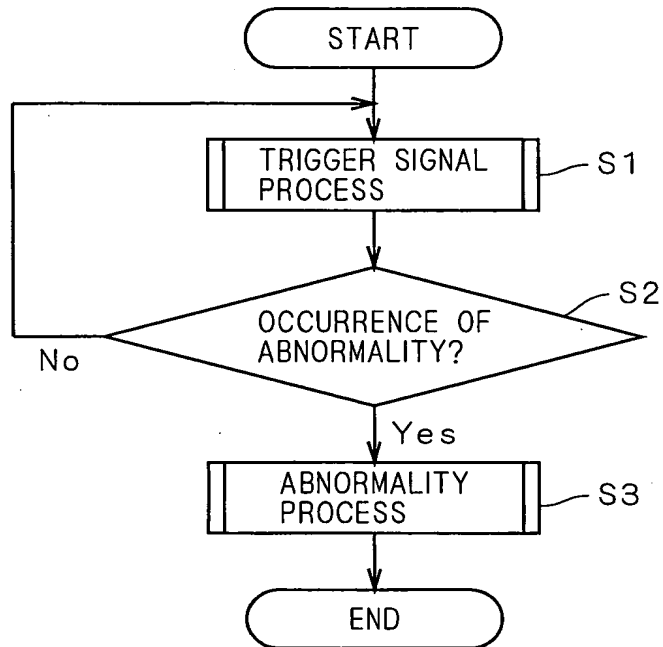 START
TRIGGER SIGNAL
PROCESS
S1
S2
OCCURRENCE OF
ABNORMALITY?
No
Yes
ABNORMALITY
PROCESS
S3
END